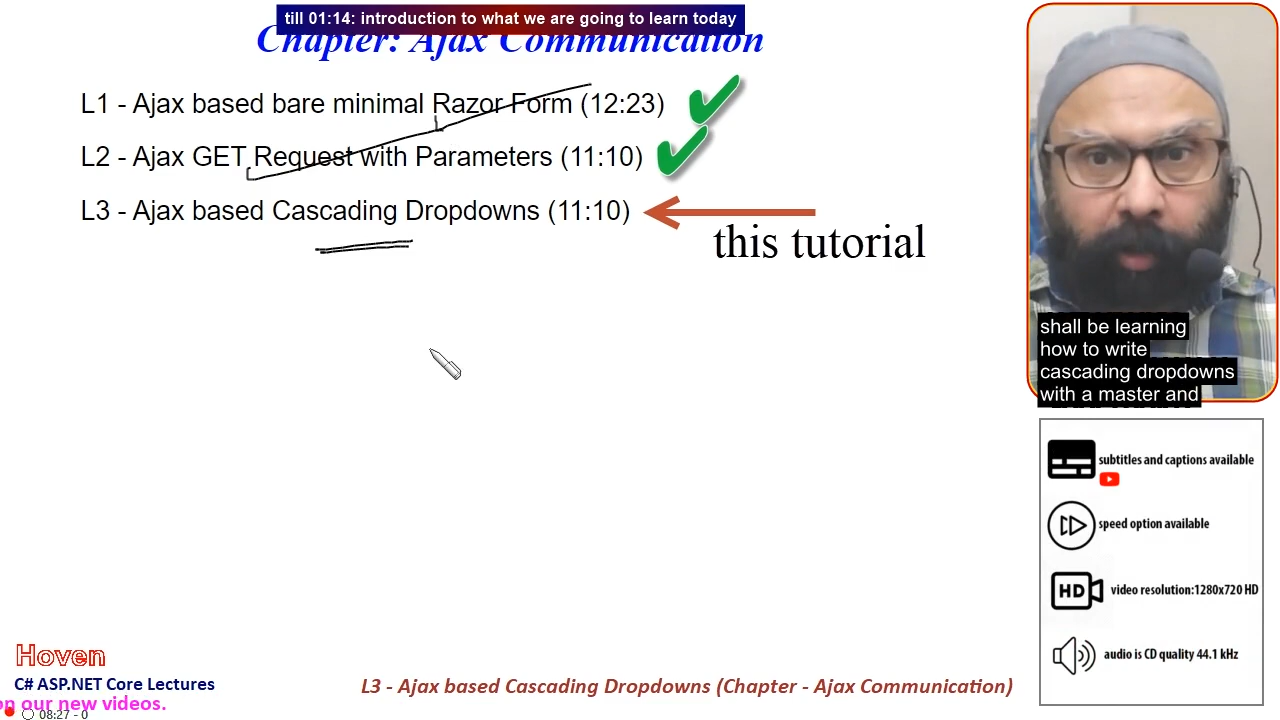 till 01:14: introduction to what we are going to learn today
Chapter: Ajax Communication
L1 - Ajax based bare minimal Razor Form (12:23)
L2 - Ajax GET Request with Parameters (11:10)
L3 - Ajax based Cascading Dropdowns (11:10)
this tutorial
shall be learning
how to write
cascading dropdowns
with a master and
subtitles and captions available
speed option available
HD
video resolution:1280x720 HD
audio is CD quality 44.1 kHz
Hoven
C# ASP.NET Core Lectures
L3 - Ajax based Cascading Dropdowns (Chapter - Ajax Communication)
on our new videos.
08:27 - 0